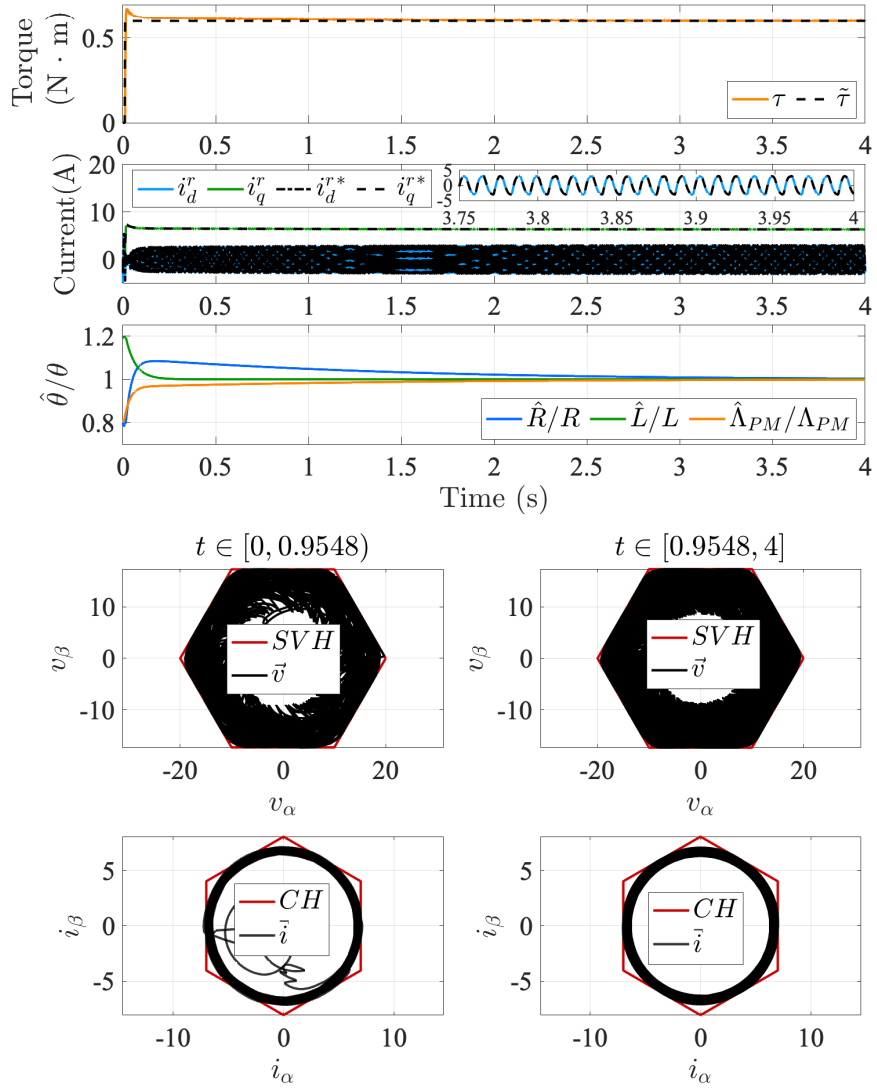 Torque
(N · m)
0.5
0
τ τ̃
0 0.5 1 1.5 2 2.5 3 3.5 4
Current(A)
20
10
0
i_d^r i_q^r i_d^{r*} i_q^{r*}
5
0
-5
3.75 3.8 3.85 3.9 3.95 4
0 0.5 1 1.5 2 2.5 3 3.5 4
θ̂/θ
1.2
1
0.8
R̂/R L̂/L Λ̂_{PM}/Λ_{PM}
0 0.5 1 1.5 2 2.5 3 3.5 4
Time (s)
t ∈ [0, 0.9548)
v_β
10
0
-10
SVH
v⃗
-20 0 20
v_α
t ∈ [0.9548, 4]
v_β
10
0
-10
SVH
v⃗
-20 0 20
v_α
i_β
5
0
-5
CH
i⃗
-10 0 10
i_α
i_β
5
0
-5
CH
i⃗
-10 0 10
i_α